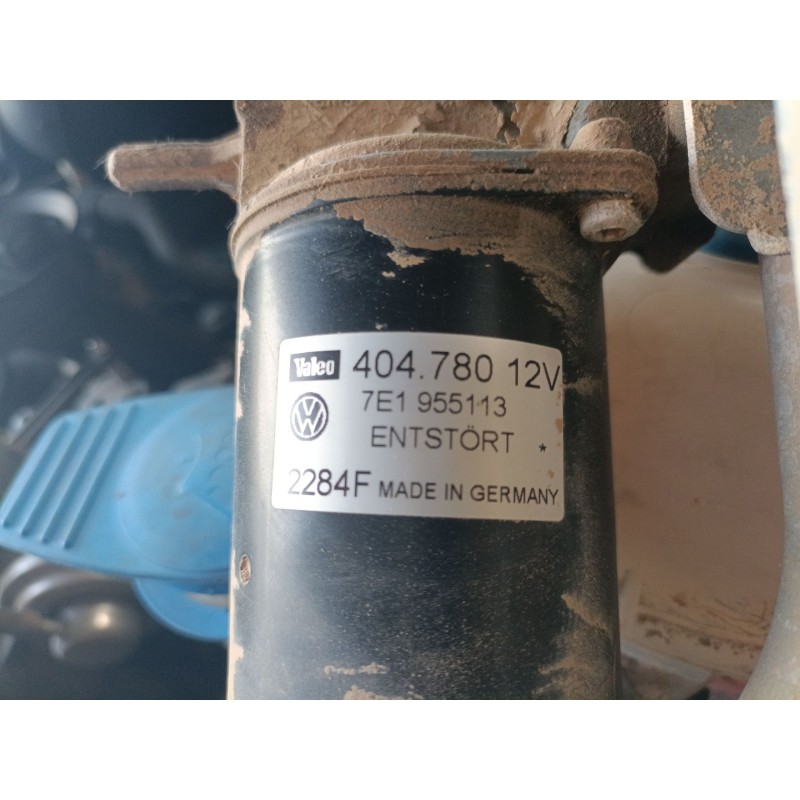 Valeo 404.780 12V
7E1 955113
ENTSTÖRT *
2284F MADE IN GERMANY